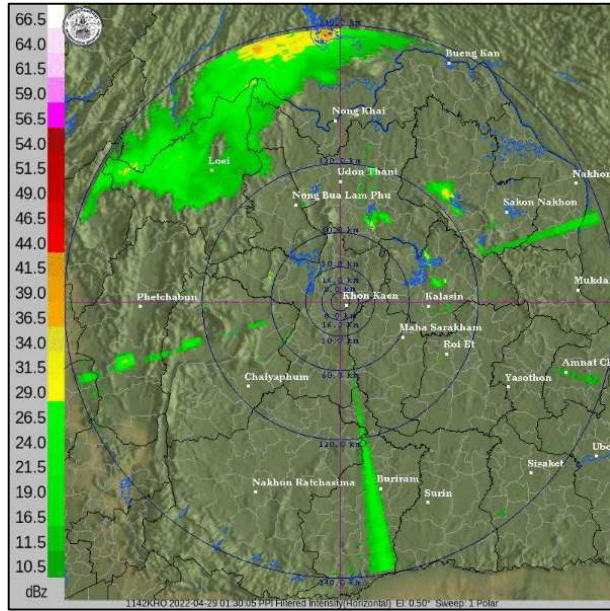 66.5
64.0
61.5
59.0
56.5
54.0
51.5
49.0
46.5
44.0
41.5
39.0
36.5
34.0
31.5
29.0
26.5
24.0
21.5
19.0
16.5
14.0
11.5
10.5
dBz
Bueng Kan
Nong Khai
Loei
Udon Thani
Nakhon
Nong Bua Lam Phu
Sakon Nakhon
Phetchabun
Khon Kaen
Kalasin
Mukda
Maha Sarakham
Roi Et
Chaiyaphum
Amnat C
Yasothon
120.0 km
Sisaket
Ubo
Nakhon Ratchasima
Buriram
Surin
1142KHO 2022-04-29 01:30:05 PPI Filtered Intensity(Horizontal) El: 0.50° Sweep: 1 Polar